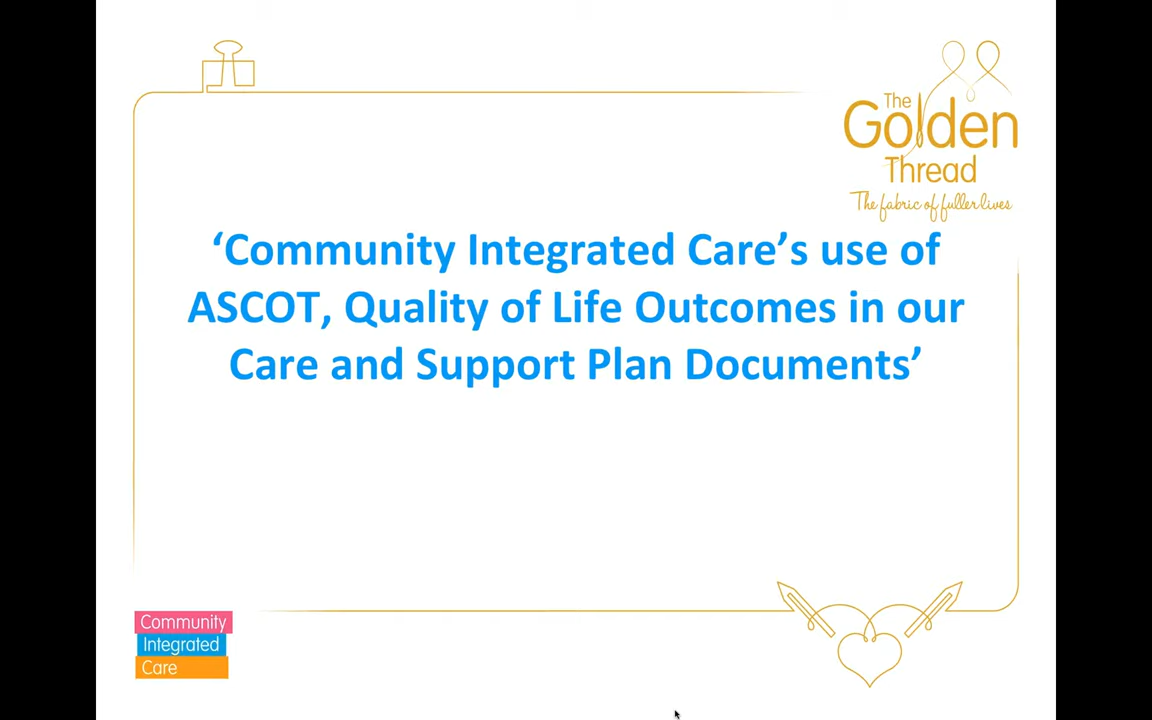 The
Golden
Thread
The fabric of fuller lives
‘Community Integrated Care’s use of
ASCOT, Quality of Life Outcomes in our
Care and Support Plan Documents’
Community
Integrated
Care